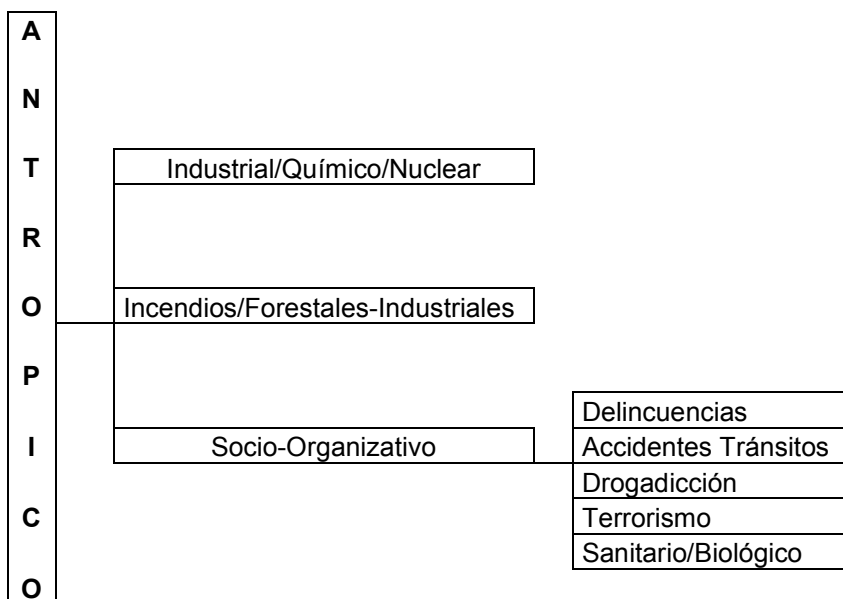 A
N
T
R
O
P
I
C
O
Industrial/Químico/Nuclear
Incendios/Forestales-Industriales
Socio-Organizativo
Delincuencias
Accidentes Tránsitos
Drogadicción
Terrorismo
Sanitario/Biológico